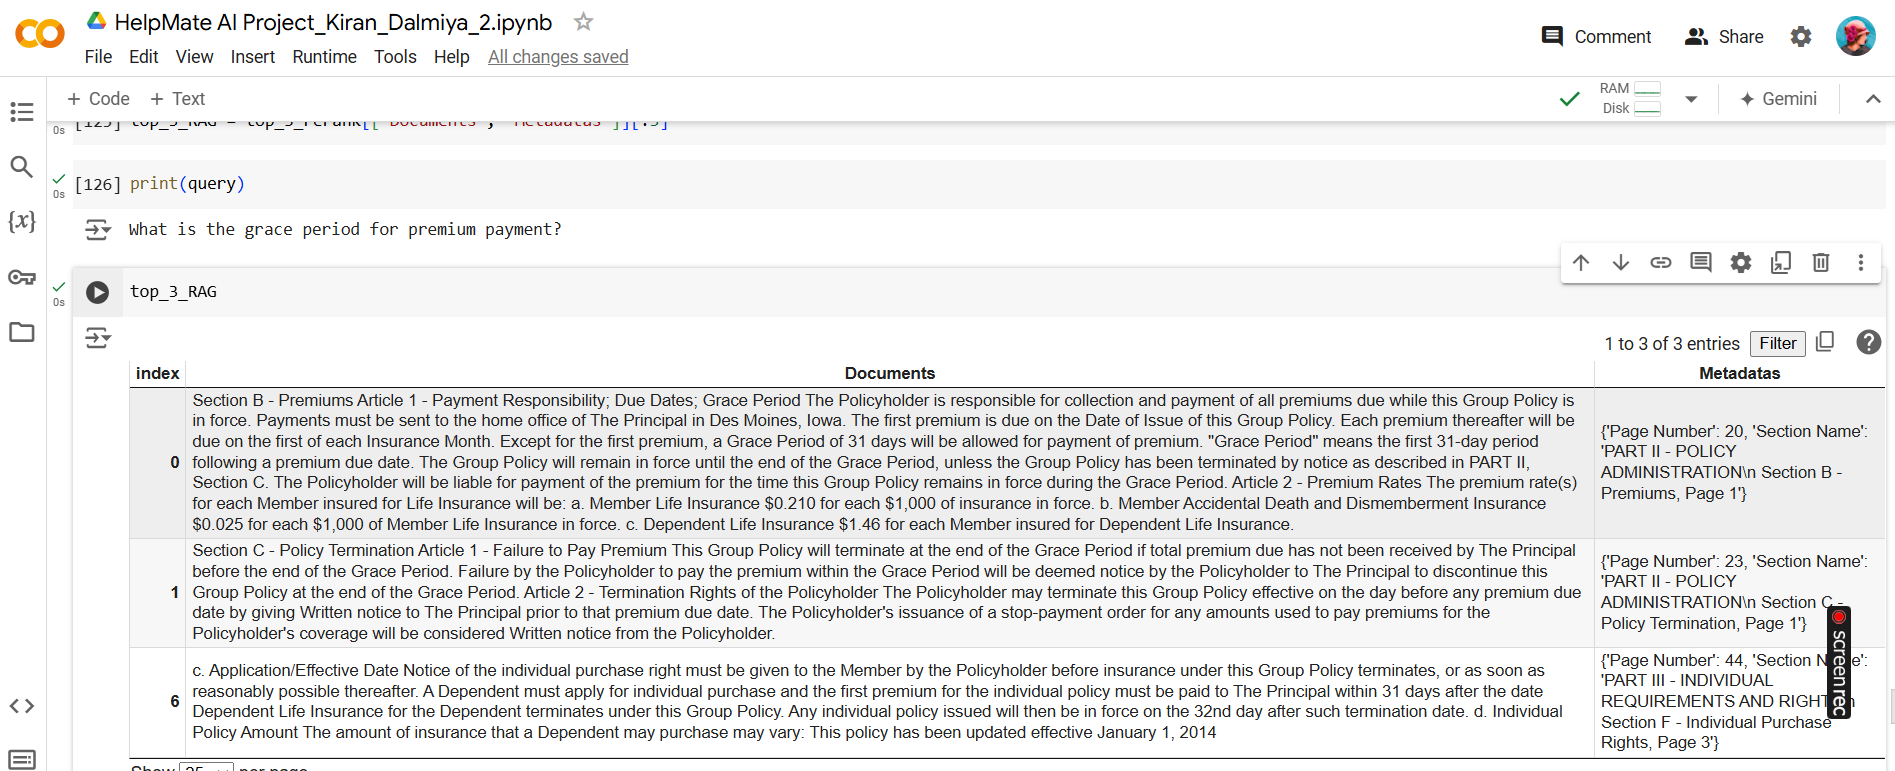 HelpMate AI Project_Kiran_Dalmiya_2.ipynb
Comment
Share
File Edit View Insert Runtime Tools Help All changes saved
+ Code + Text
RAM
Disk
Gemini
0s
[125] top_3_RAG = top_3_rerank[["Documents", "Metadatas"]][:3]
[126] print(query)
0s
What is the grace period for premium payment?
top_3_RAG
0s
1 to 3 of 3 entries Filter
index Documents Metadatas
0
Section B - Premiums Article 1 - Payment Responsibility; Due Dates; Grace Period The Policyholder is responsible for collection and payment of all premiums due while this Group Policy is
in force. Payments must be sent to the home office of The Principal in Des Moines, Iowa. The first premium is due on the Date of Issue of this Group Policy. Each premium thereafter will be
due on the first of each Insurance Month. Except for the first premium, a Grace Period of 31 days will be allowed for payment of premium. "Grace Period" means the first 31-day period
following a premium due date. The Group Policy will remain in force until the end of the Grace Period, unless the Group Policy has been terminated by notice as described in PART II,
Section C. The Policyholder will be liable for payment of the premium for the time this Group Policy remains in force during the Grace Period. Article 2 - Premium Rates The premium rate(s)
for each Member insured for Life Insurance will be: a. Member Life Insurance $0.210 for each $1,000 of insurance in force. b. Member Accidental Death and Dismemberment Insurance
$0.025 for each $1,000 of Member Life Insurance in force. c. Dependent Life Insurance $1.46 for each Member insured for Dependent Life Insurance.
{'Page Number': 20, 'Section Name':
'PART II - POLICY
ADMINISTRATION\n Section B -
Premiums, Page 1'}
1
Section C - Policy Termination Article 1 - Failure to Pay Premium This Group Policy will terminate at the end of the Grace Period if total premium due has not been received by The Principal
before the end of the Grace Period. Failure by the Policyholder to pay the premium within the Grace Period will be deemed notice by the Policyholder to The Principal to discontinue this
Group Policy at the end of the Grace Period. Article 2 - Termination Rights of the Policyholder The Policyholder may terminate this Group Policy effective on the day before any premium due
date by giving Written notice to The Principal prior to that premium due date. The Policyholder's issuance of a stop-payment order for any amounts used to pay premiums for the
Policyholder's coverage will be considered Written notice from the Policyholder.
{'Page Number': 23, 'Section Name':
'PART II - POLICY
ADMINISTRATION\n Section C -
Policy Termination, Page 1'}
6
c. Application/Effective Date Notice of the individual purchase right must be given to the Member by the Policyholder before insurance under this Group Policy terminates, or as soon as
reasonably possible thereafter. A Dependent must apply for individual purchase and the first premium for the individual policy must be paid to The Principal within 31 days after the date
Dependent Life Insurance for the Dependent terminates under this Group Policy. Any individual policy issued will then be in force on the 32nd day after such termination date. d. Individual
Policy Amount The amount of insurance that a Dependent may purchase may vary: This policy has been updated effective January 1, 2014
{'Page Number': 44, 'Section N e':
'PART III - INDIVIDUAL
REQUIREMENTS AND RIGHT n
Section F - Individual Purchase
Rights, Page 3'}
screenrec
Show 25 per page